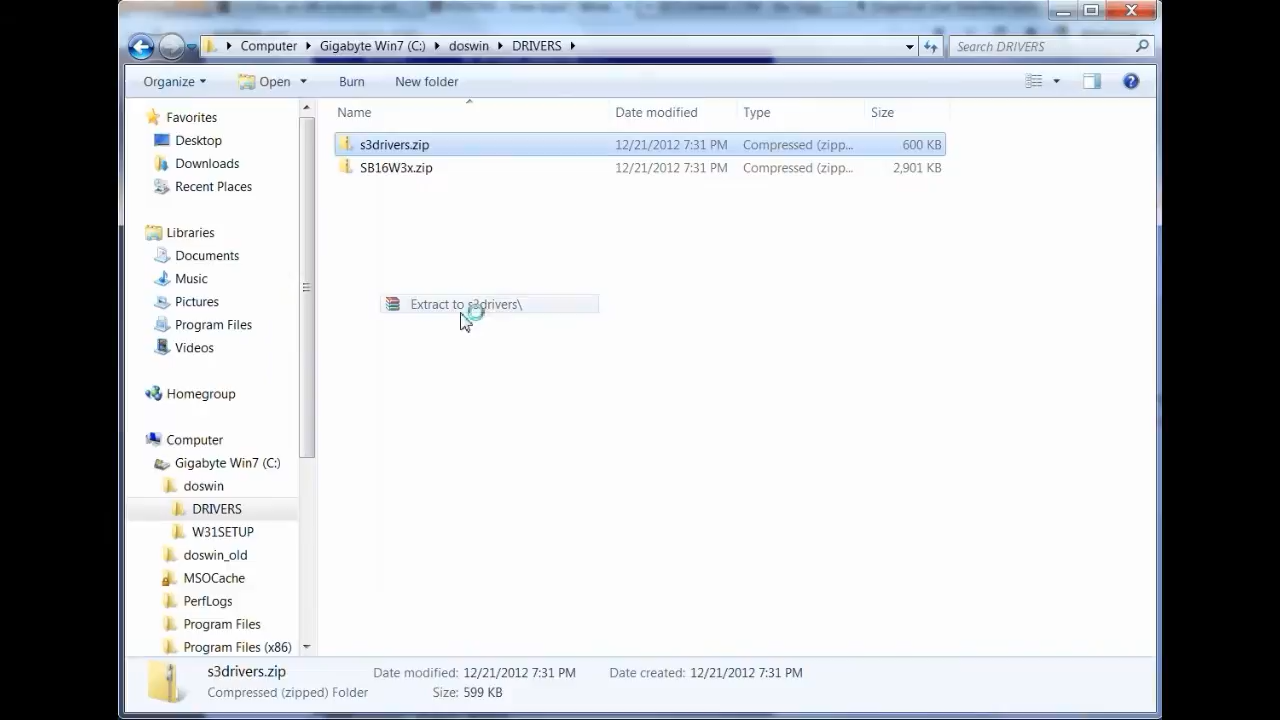 Computer Gigabyte Win7 (C:) doswin DRIVERS
Search DRIVERS
Organize Open Burn New folder
Name Date modified Type Size
s3drivers.zip 12/21/2012 7:31 PM Compressed (zipp... 600 KB
SB16W3x.zip 12/21/2012 7:31 PM Compressed (zipp... 2,901 KB
Extract to s3drivers\
Favorites
Desktop
Downloads
Recent Places
Libraries
Documents
Music
Pictures
Program Files
Videos
Homegroup
Computer
Gigabyte Win7 (C:)
doswin
DRIVERS
W31SETUP
doswin_old
MSOCache
PerfLogs
Program Files
Program Files (x86)
s3drivers.zip Date modified: 12/21/2012 7:31 PM Date created: 12/21/2012 7:31 PM
Compressed (zipped) Folder Size: 599 KB